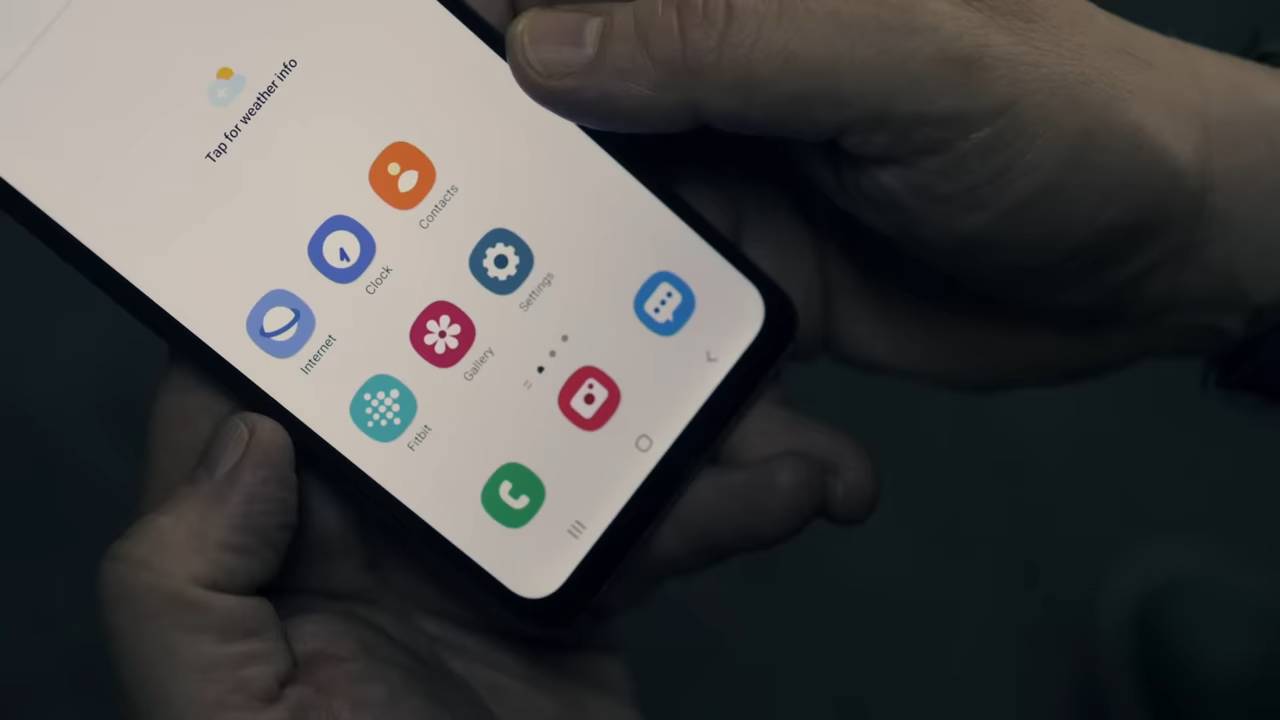 Tap for weather info
Internet
Clock
Contacts
Fitbit
Gallery
Settings